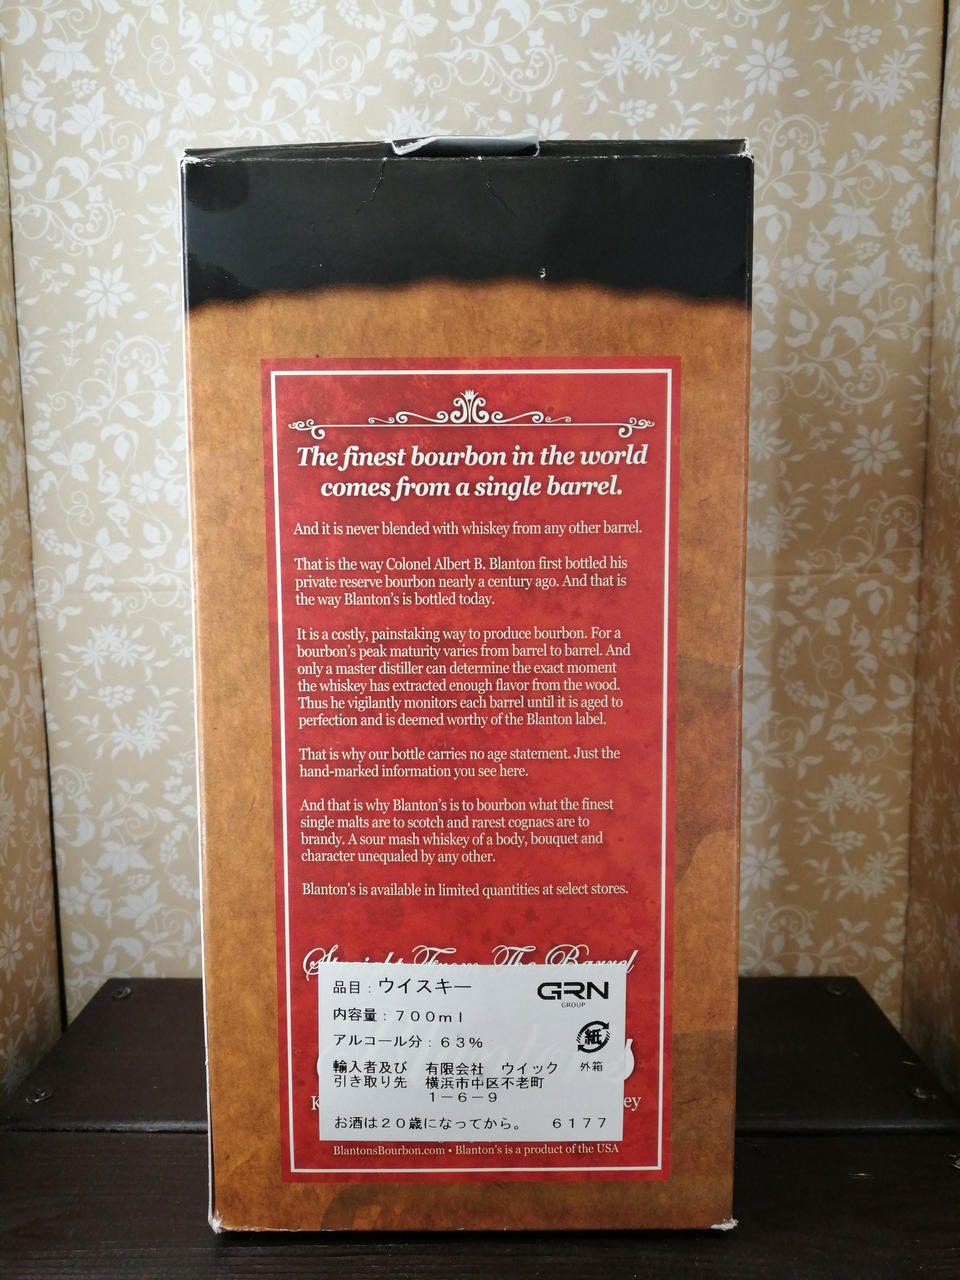 The finest bourbon in the world
comes from a single barrel.
And it is never blended with whiskey from any other barrel.
That is the way Colonel Albert B. Blanton first bottled his
private reserve bourbon nearly a century ago. And that is
the way Blanton's is bottled today.
It is a costly, painstaking way to produce bourbon. For a
bourbon's peak maturity varies from barrel to barrel. And
only a master distiller can determine the exact moment
the whiskey has extracted enough flavor from the wood.
Thus he vigilantly monitors each barrel until it is aged to
perfection and is deemed worthy of the Blanton label.
That is why our bottle carries no age statement. Just the
hand-marked information you see here.
And that is why Blanton's is to bourbon what the finest
single malts are to scotch and rarest cognacs are to
brandy. A sour mash whiskey of a body, bouquet and
character unequaled by any other.
Blanton's is available in limited quantities at select stores.
Straight From The Barrel
品目：ウイスキー
GRN
GROUP
内容量：７００ｍｌ
アルコール分：６３％
紙
外箱
輸入者及び　有限会社　ウイック
引き取り先　横浜市中区不老町
１－６－９
お酒は２０歳になってから。　６１７７
BlantonsBourbon.com • Blanton's is a product of the USA